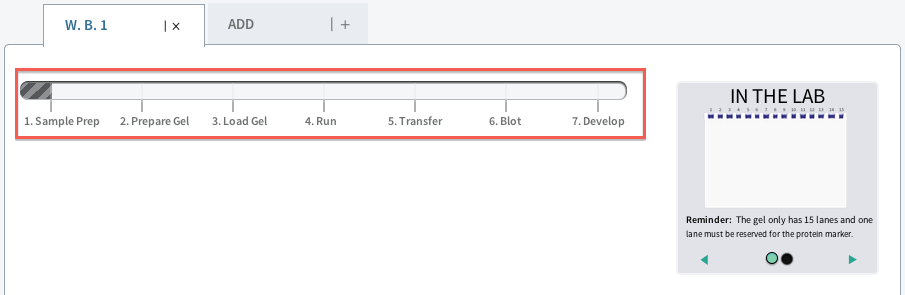 W. B. 1 | x ADD | +
1. Sample Prep 2. Prepare Gel 3. Load Gel 4. Run 5. Transfer 6. Blot 7. Develop
IN THE LAB
1 2 3 4 5 6 7 8 9 10 11 12 13 14 15
Reminder: The gel only has 15 lanes and one
lane must be reserved for the protein marker.